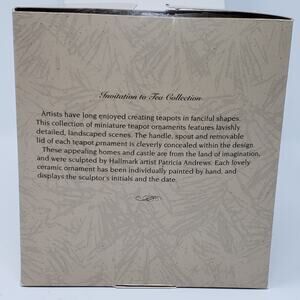 Invitation to Tea Collection
Artists have long enjoyed creating teapots in fanciful shapes.
This collection of miniature teapot ornaments features lavishly
detailed, landscaped scenes. The handle, spout and removable
lid of each teapot ornament is cleverly concealed within the design.
These appealing homes and castle are from the land of imagination,
and were sculpted by Hallmark artist Patricia Andrews. Each lovely
ceramic ornament has been individually painted by hand, and
displays the sculptor's initials and the date.